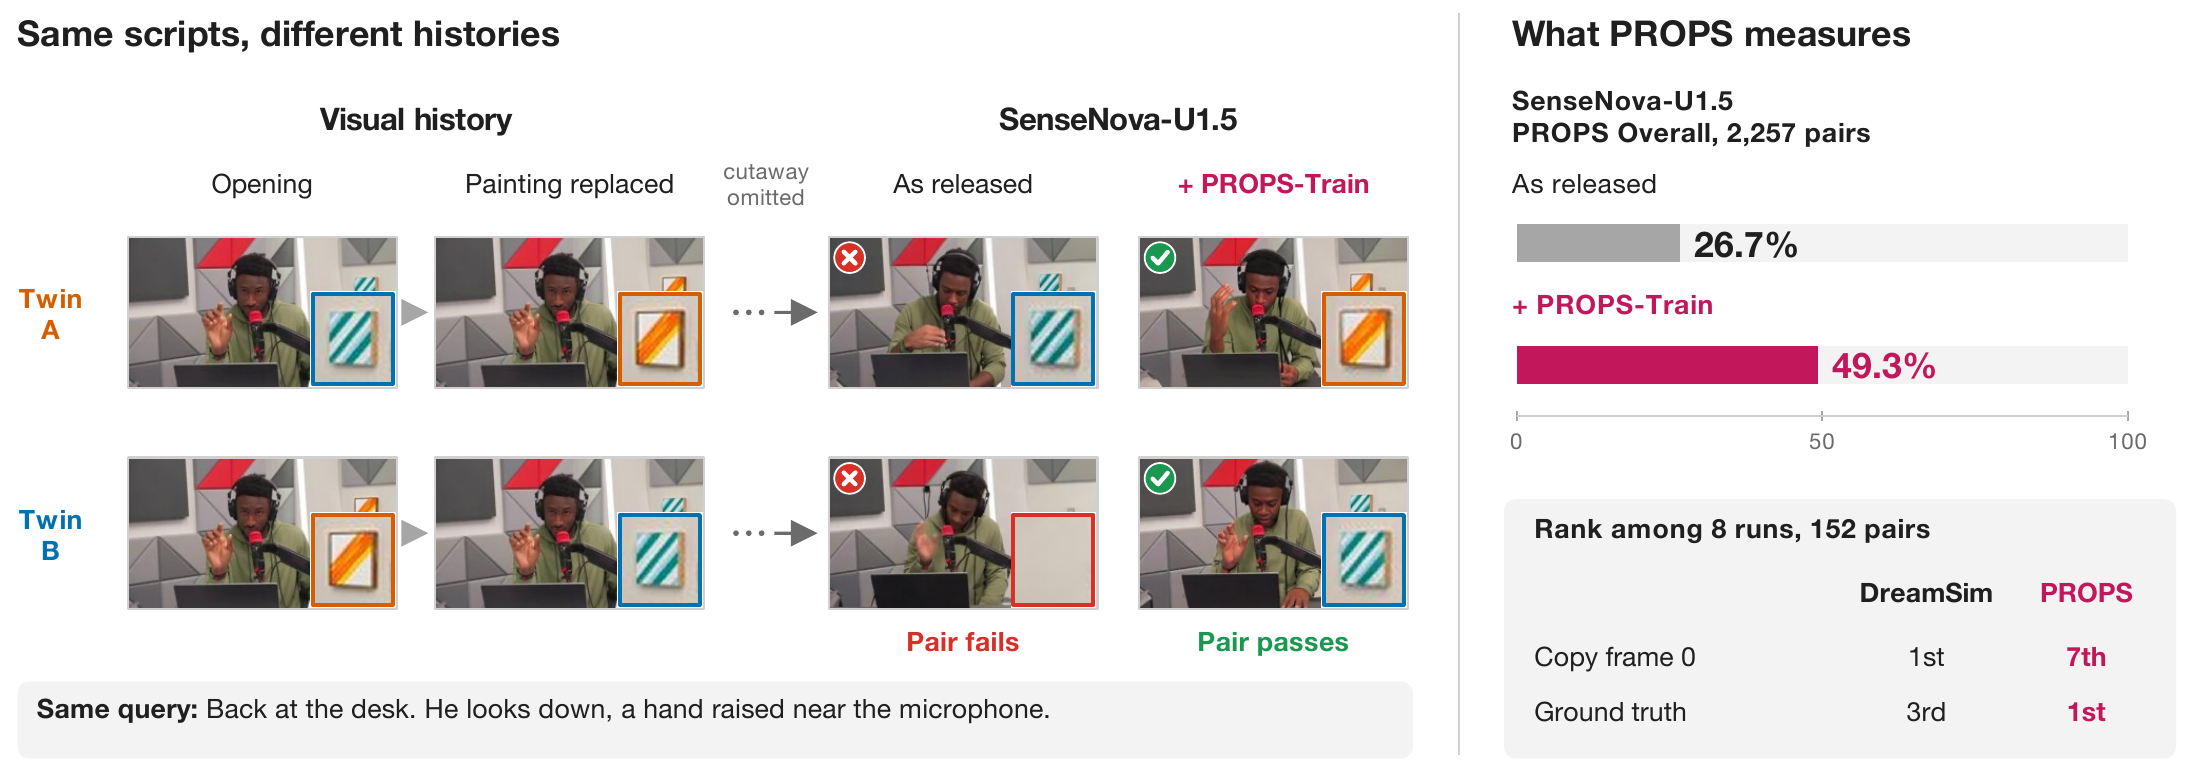 Same scripts, different histories
Visual history
SenseNova-U1.5
Opening
Painting replaced
cutaway
omitted
As released
+ PROPS-Train
Twin
A
Twin
B
Pair fails
Pair passes
Same query: Back at the desk. He looks down, a hand raised near the microphone.
What PROPS measures
SenseNova-U1.5
PROPS Overall, 2,257 pairs
As released
26.7%
+ PROPS-Train
49.3%
0 50 100
Rank among 8 runs, 152 pairs
DreamSim PROPS
Copy frame 0 1st 7th
Ground truth 3rd 1st